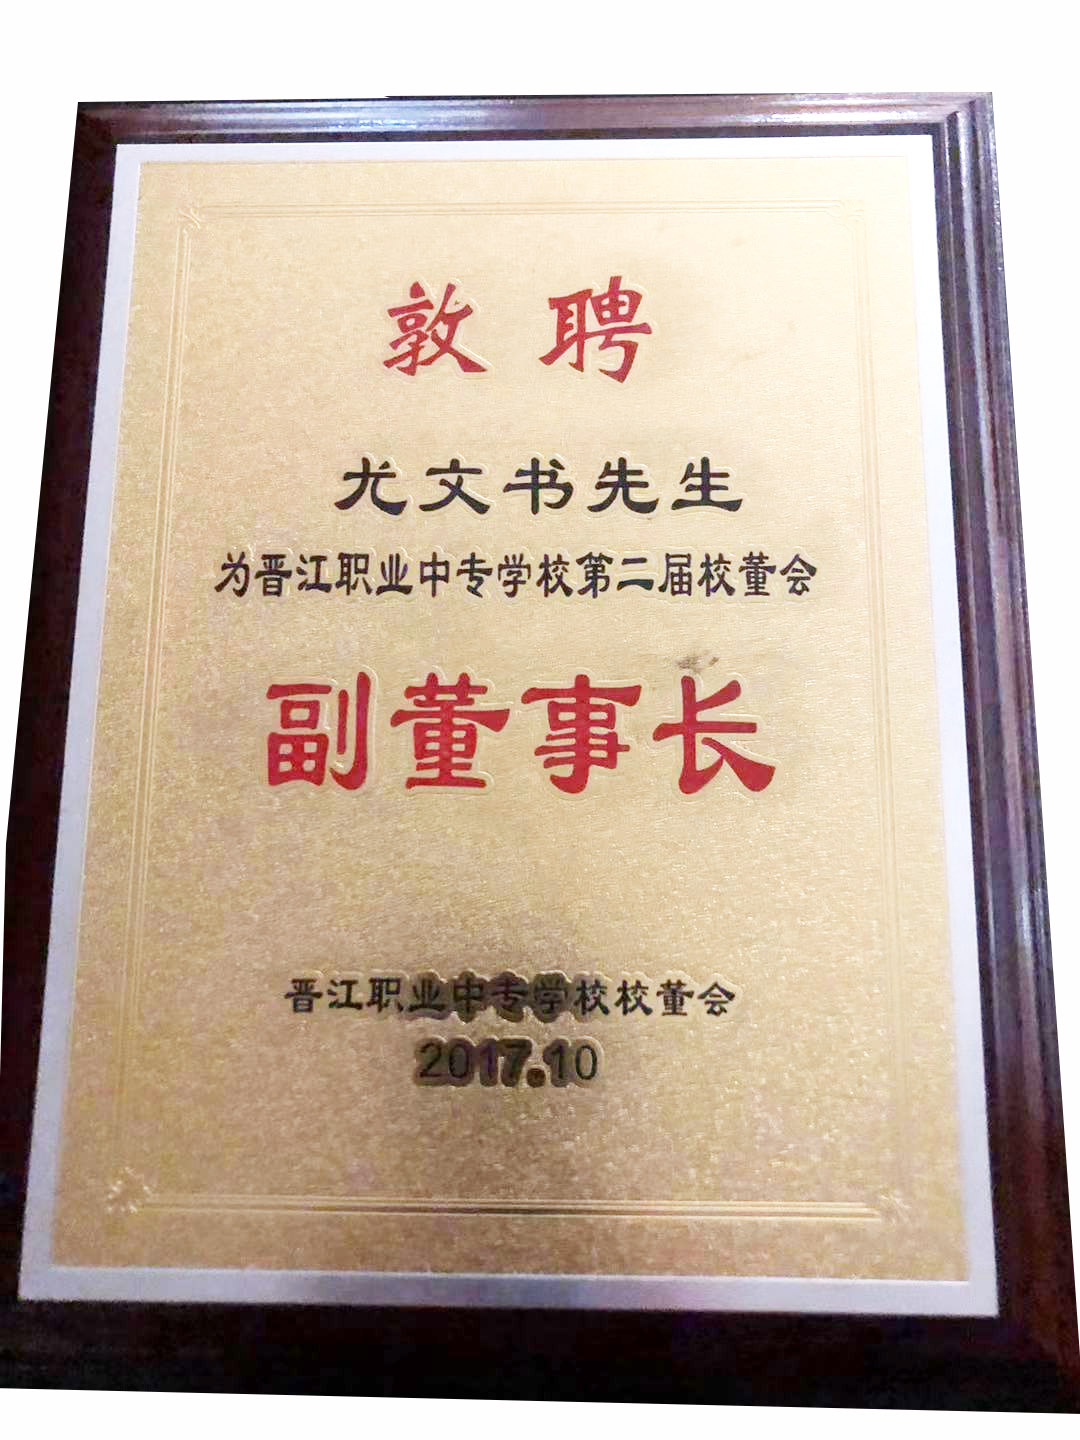 敦聘
尤文书先生
为晋江职业中专学校第二届校董会
副董事长
晋江职业中专学校校董会
2017.10